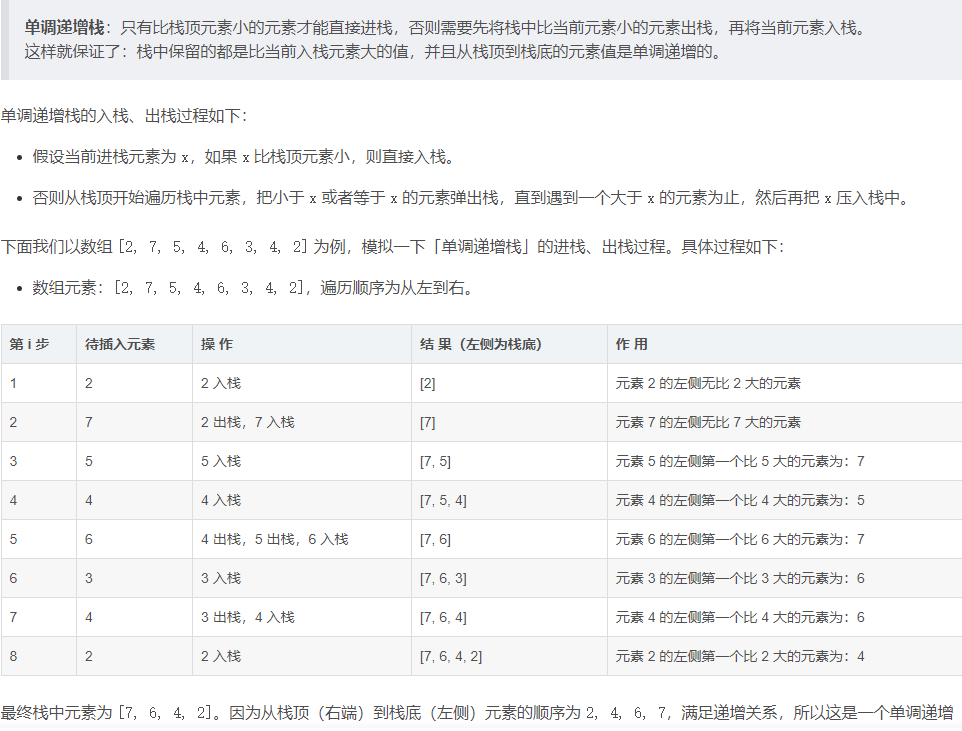 单调递增栈：只有比栈顶元素小的元素才能直接进栈，否则需要先将栈中比当前元素小的元素出栈，再将当前元素入栈。
这样就保证了：栈中保留的都是比当前入栈元素大的值，并且从栈顶到栈底的元素值是单调递增的。
单调递增栈的入栈、出栈过程如下：
• 假设当前进栈元素为 x，如果 x 比栈顶元素小，则直接入栈。
• 否则从栈顶开始遍历栈中元素，把小于 x 或者等于 x 的元素弹出栈，直到遇到一个大于 x 的元素为止，然后再把 x 压入栈中。
下面我们以数组 [2, 7, 5, 4, 6, 3, 4, 2] 为例，模拟一下「单调递增栈」的进栈、出栈过程。具体过程如下：
• 数组元素：[2, 7, 5, 4, 6, 3, 4, 2]，遍历顺序为从左到右。
第 i 步 待插入元素 操 作 结 果（左侧为栈底） 作 用
1 2 2 入栈 [2] 元素 2 的左侧无比 2 大的元素
2 7 2 出栈，7 入栈 [7] 元素 7 的左侧无比 7 大的元素
3 5 5 入栈 [7, 5] 元素 5 的左侧第一个比 5 大的元素为：7
4 4 4 入栈 [7, 5, 4] 元素 4 的左侧第一个比 4 大的元素为：5
5 6 4 出栈，5 出栈，6 入栈 [7, 6] 元素 6 的左侧第一个比 6 大的元素为：7
6 3 3 入栈 [7, 6, 3] 元素 3 的左侧第一个比 3 大的元素为：6
7 4 3 出栈，4 入栈 [7, 6, 4] 元素 4 的左侧第一个比 4 大的元素为：6
8 2 2 入栈 [7, 6, 4, 2] 元素 2 的左侧第一个比 2 大的元素为：4
最终栈中元素为 [7, 6, 4, 2]。因为从栈顶（右端）到栈底（左侧）元素的顺序为 2, 4, 6, 7，满足递增关系，所以这是一个单调递增